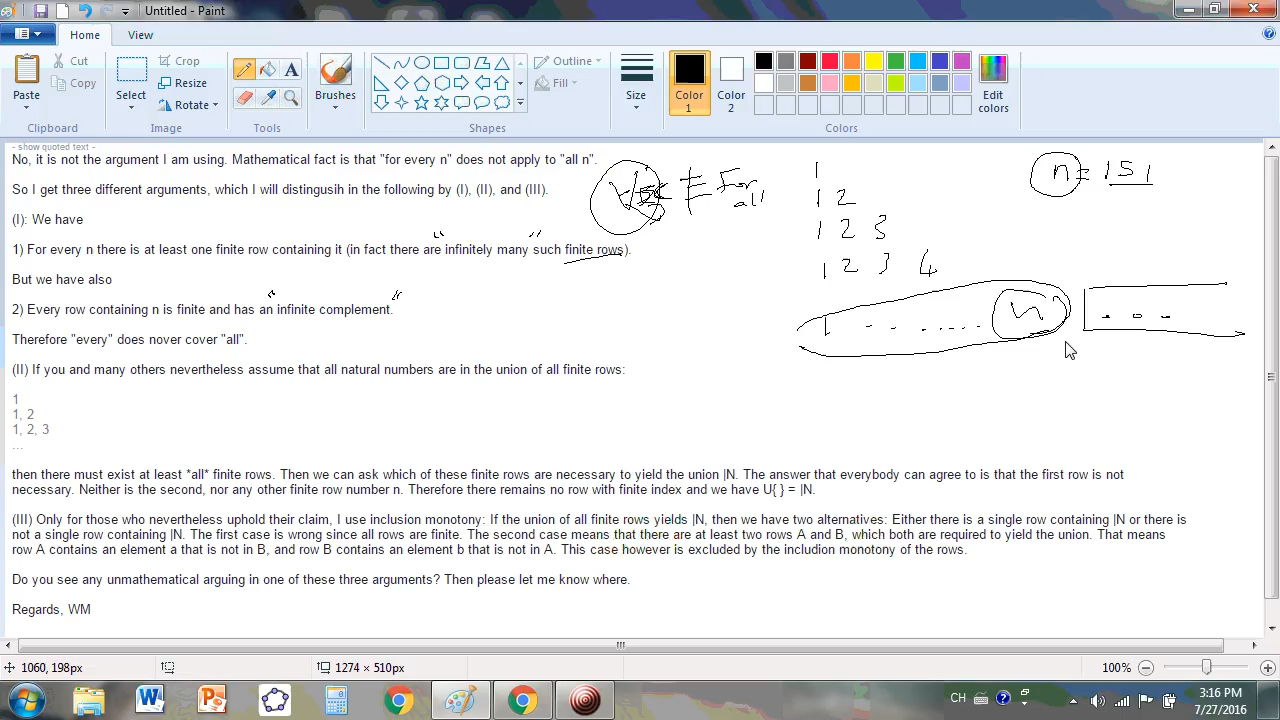 Untitled - Paint
Home View
Paste Cut Copy Select Crop Resize Rotate Brushes Outline Fill Size Color 1 Color 2 Edit colors
Clipboard Image Tools Shapes Colors
- show quoted text -
No, it is not the argument I am using. Mathematical fact is that "for every n" does not apply to "all n".
So I get three different arguments, which I will distingusih in the following by (I), (II), and (III).
(I): We have
1) For every n there is at least one finite row containing it (in fact there are infinitely many such finite rows).
But we have also
2) Every row containing n is finite and has an infinite complement.
Therefore "every" does nover cover "all".
(II) If you and many others nevertheless assume that all natural numbers are in the union of all finite rows:
1
1, 2
1, 2, 3
...
then there must exist at least *all* finite rows. Then we can ask which of these finite rows are necessary to yield the union |N. The answer that everybody can agree to is that the first row is not
necessary. Neither is the second, nor any other finite row number n. Therefore there remains no row with finite index and we have U{ } = |N.
(III) Only for those who nevertheless uphold their claim, I use inclusion monotony: If the union of all finite rows yields |N, then we have two alternatives: Either there is a single row containing |N or there is
not a single row containing |N. The first case is wrong since all rows are finite. The second case means that there are at least two rows A and B, which both are required to yield the union. That means
row A contains an element a that is not in B, and row B contains an element b that is not in A. This case however is excluded by the includion monotony of the rows.
Do you see any unmathematical arguing in one of these three arguments? Then please let me know where.
Regards, WM
≠ For all
1
1 2
1 2 3
1 2 3 4
1 . . . . . . . n . . .
n = 151
1060, 198px
1274 × 510px
100%
CH
3:16 PM
7/27/2016